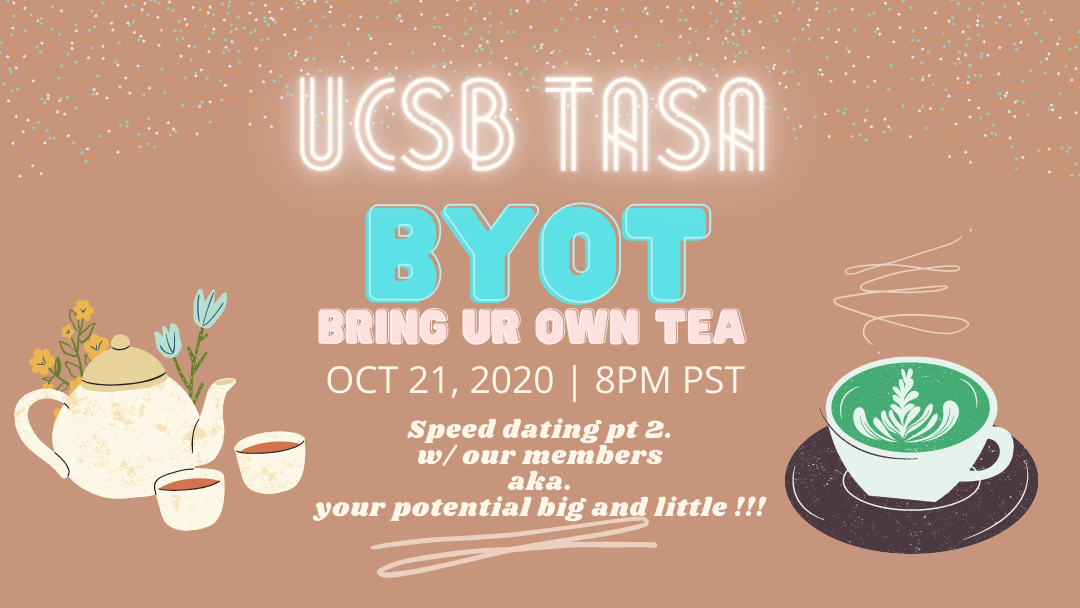 UCSB TASA
BYOT
BRING UR OWN TEA
OCT 21, 2020 | 8PM PST
Speed dating pt 2.
w/ our members
aka.
your potential big and little !!!